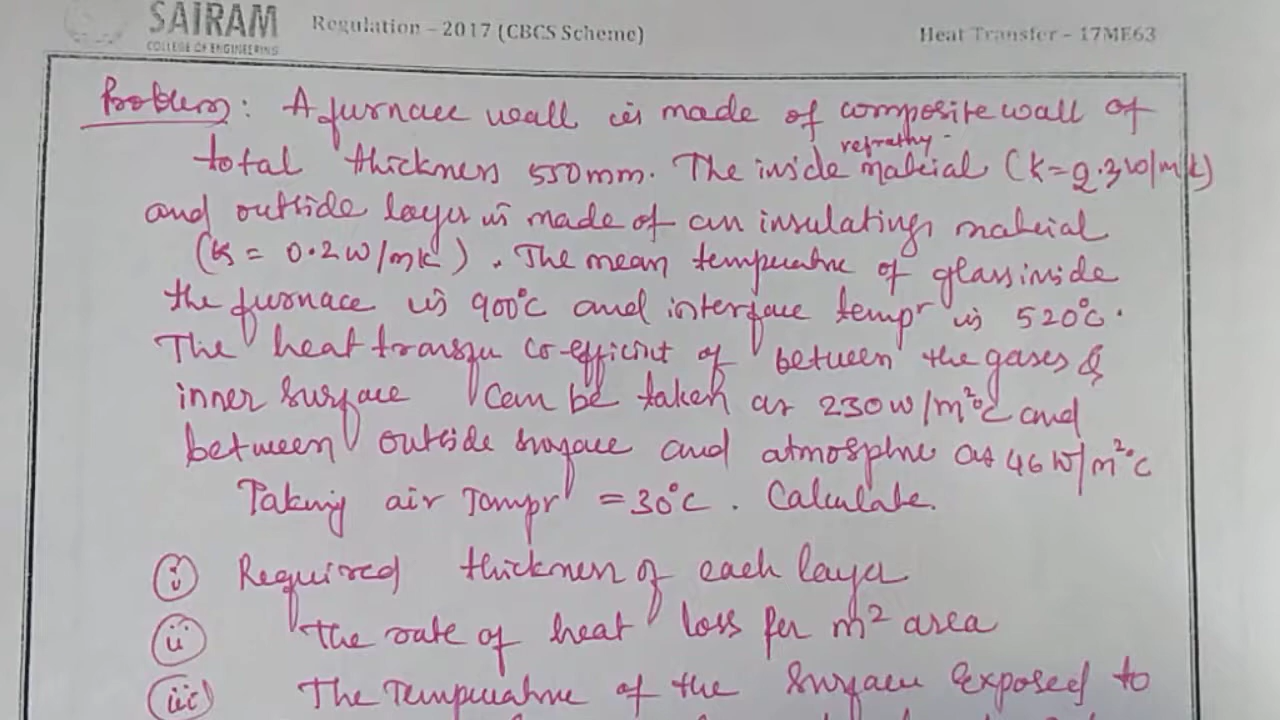 SAIRAM
COLLEGE OF ENGINEERING
Regulation – 2017 (CBCS Scheme)
Heat Transfer – 17ME63
Problem: A furnace wall is made of composite wall of
total thickness 550mm. The inside refrathy material (K=2.3w/mk)
and outside layer is made of an insulating material
(K = 0.2w/mk). The mean temperature of glass inside
the furnace is 900°C and interface tempr is 520°C.
The heat transfer co-efficint of between the gases &
inner surface can be taken as 230w/m²°C and
between outside surface and atmosphre as 46w/m²°C
Taking air Tempr = 30°C. Calculate.
(i) Required thicknen of each layer
(ii) The rate of heat loss per m² area
(iii) The Temperature of the surface exposed to